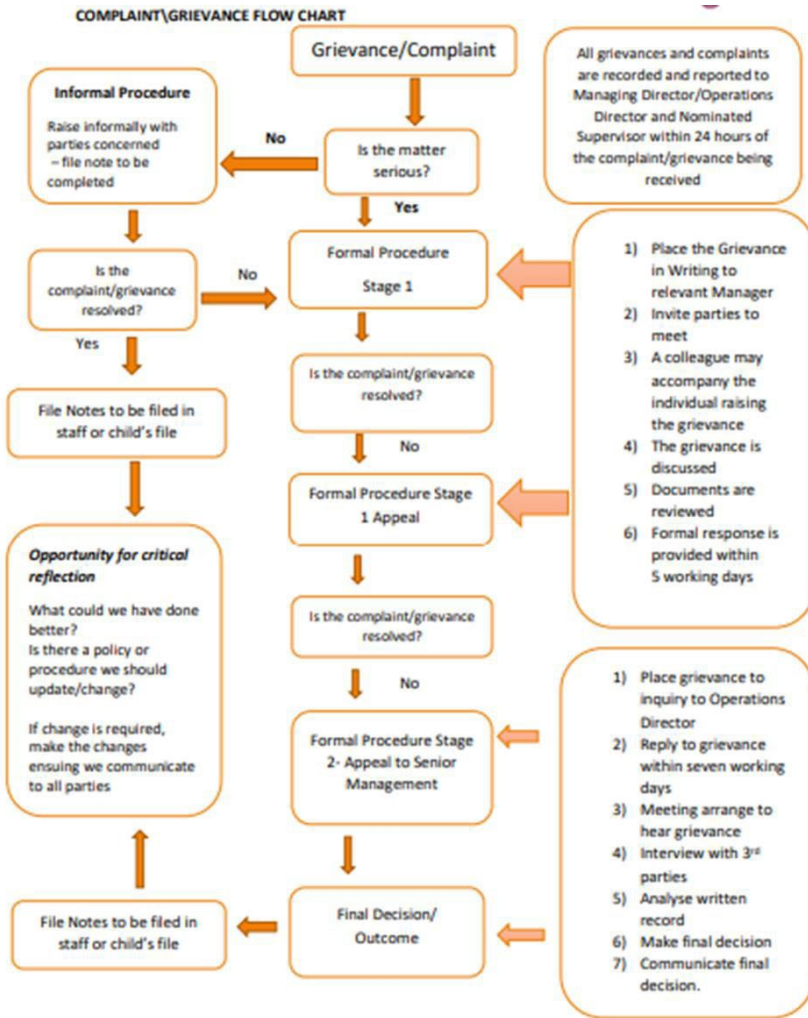 COMPLAINT\GRIEVANCE FLOW CHART
Grievance/Complaint
All grievances and complaints
are recorded and reported to
Managing Director/Operations
Director and Nominated
Supervisor within 24 hours of
the complaint/grievance being
received
Informal Procedure
Raise informally with
parties concerned
– file note to be
completed
No
Is the matter
serious?
Yes
Is the
complaint/grievance
resolved?
No
Formal Procedure
Stage 1
1) Place the Grievance
in Writing to
relevant Manager
2) Invite parties to
meet
3) A colleague may
accompany the
individual raising
the grievance
4) The grievance is
discussed
5) Documents are
reviewed
6) Formal response is
provided within
5 working days
Yes
Is the complaint/grievance
resolved?
File Notes to be filed in
staff or child's file
No
Formal Procedure Stage
1 Appeal
Opportunity for critical
reflection
What could we have done
better?
Is there a policy or
procedure we should
update/change?
If change is required,
make the changes
ensuing we communicate
to all parties
Is the complaint/grievance
resolved?
No
Formal Procedure Stage
2- Appeal to Senior
Management
1) Place grievance to
inquiry to Operations
Director
2) Reply to grievance
within seven working
days
3) Meeting arrange to
hear grievance
4) Interview with 3rd
parties
5) Analyse written
record
6) Make final decision
7) Communicate final
decision.
Final Decision/
Outcome
File Notes to be filed in
staff or child's file